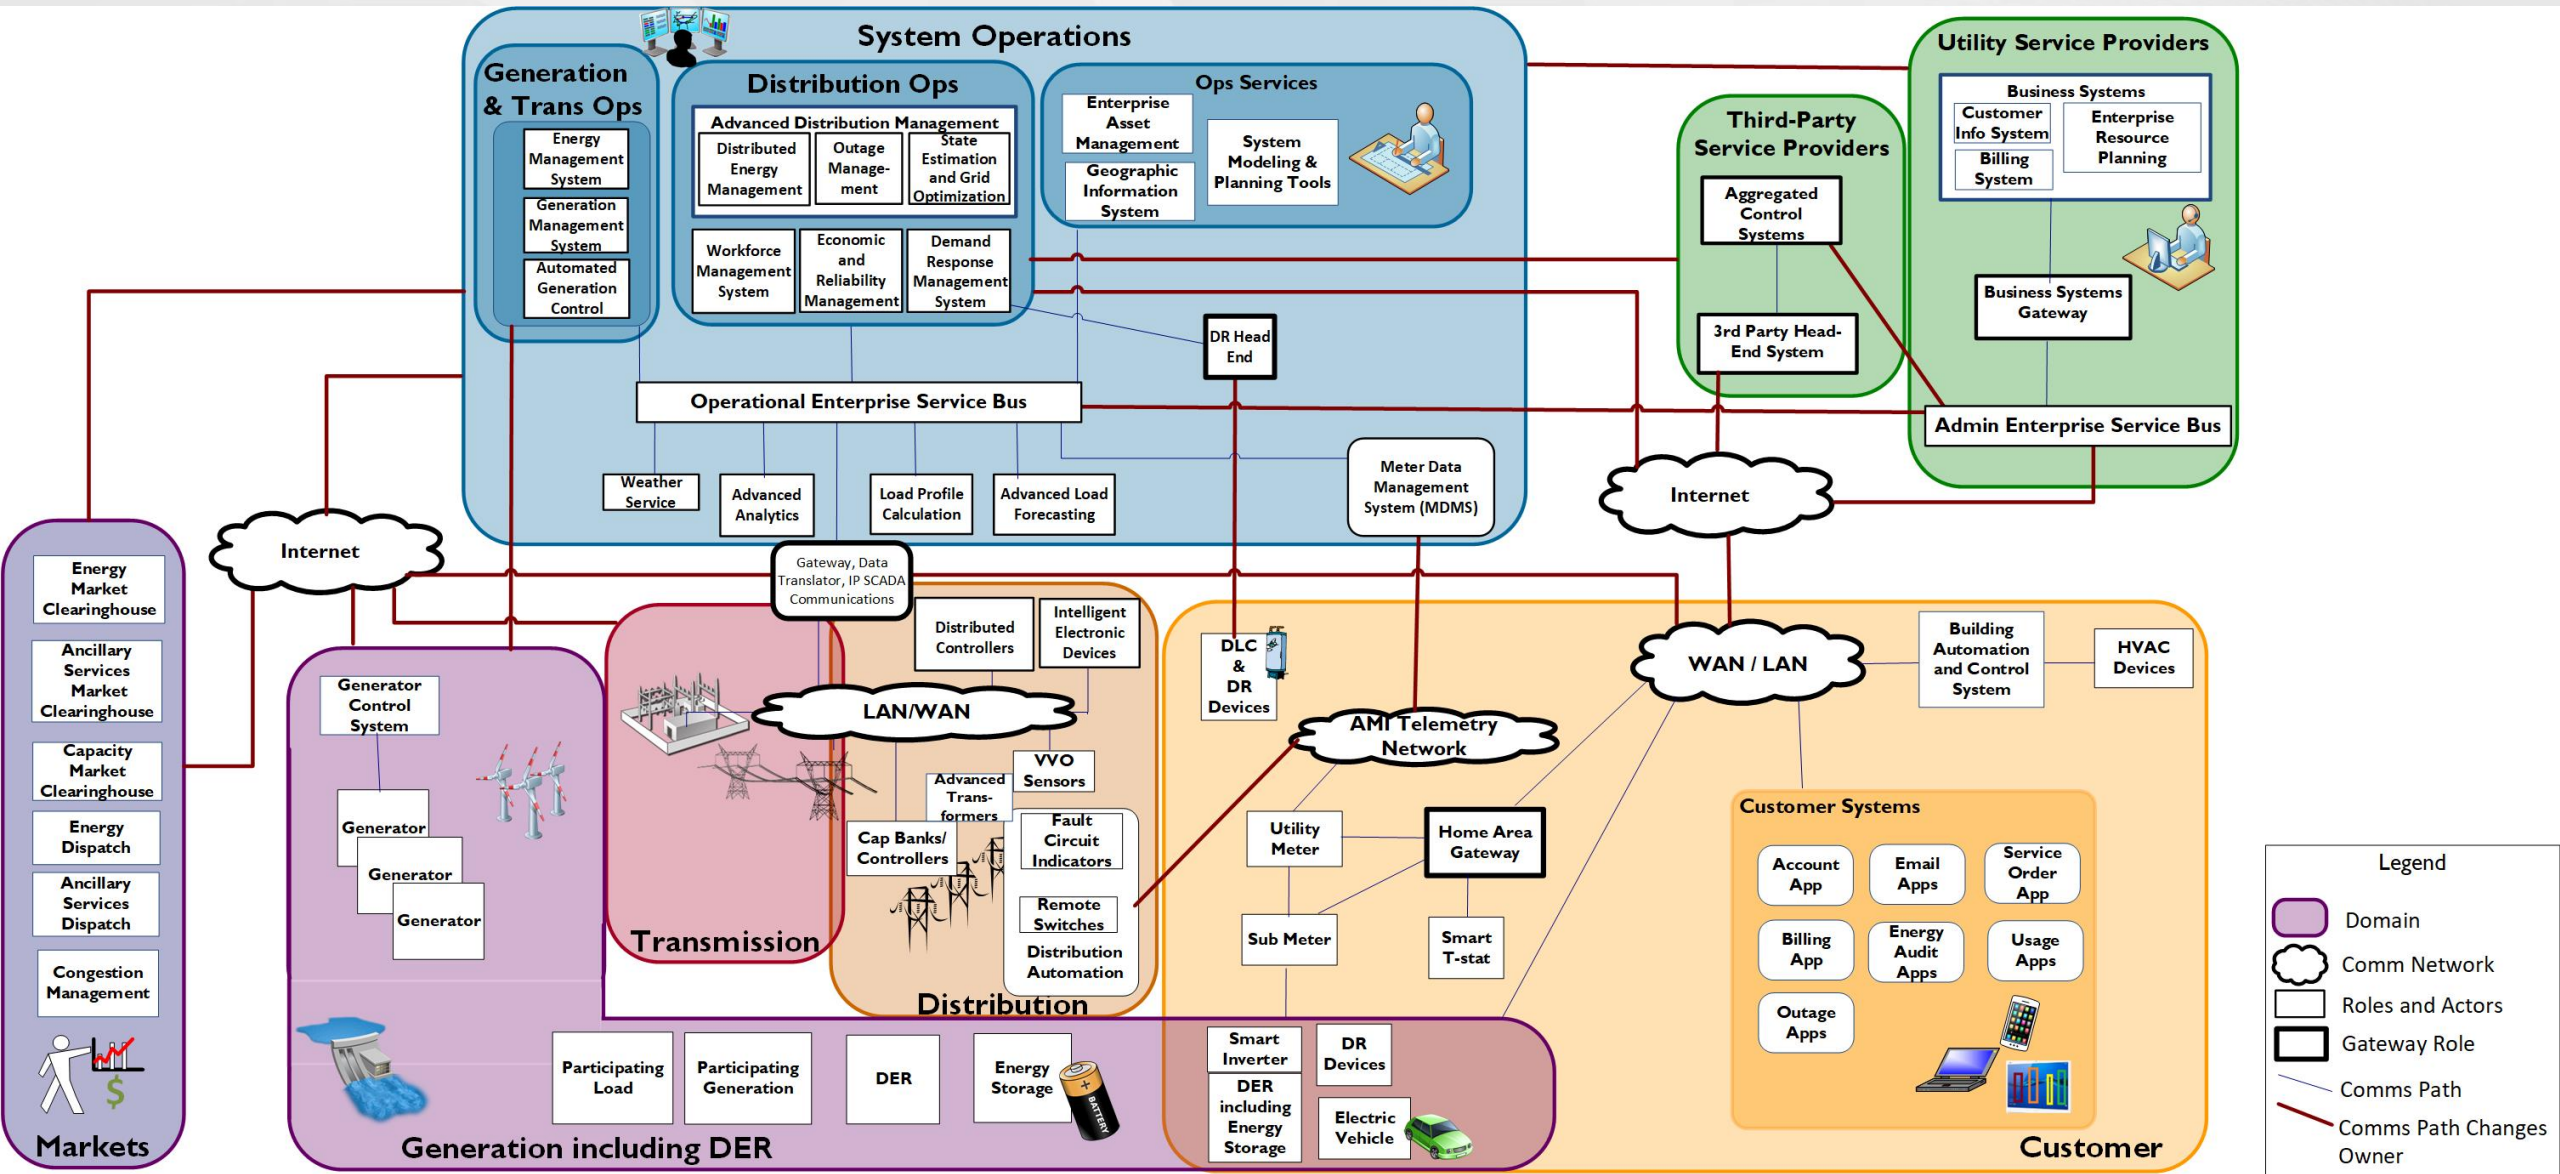 System Operations
Generation
& Trans Ops
Energy
Management
System
Generation
Management
System
Automated
Generation
Control
Distribution Ops
Advanced Distribution Management
Distributed
Energy
Management
Outage
Manage-
ment
State
Estimation
and Grid
Optimization
Workforce
Management
System
Economic
and
Reliability
Management
Demand
Response
Management
System
Ops Services
Enterprise
Asset
Management
Geographic
Information
System
System
Modeling &
Planning Tools
DR Head
End
Operational Enterprise Service Bus
Weather
Service
Advanced
Analytics
Load Profile
Calculation
Advanced Load
Forecasting
Meter Data
Management
System (MDMS)
Third-Party
Service Providers
Aggregated
Control
Systems
3rd Party Head-
End System
Utility Service Providers
Business Systems
Customer
Info System
Billing
System
Enterprise
Resource
Planning
Business Systems
Gateway
Admin Enterprise Service Bus
Internet
Internet
Energy
Market
Clearinghouse
Ancillary
Services
Market
Clearinghouse
Capacity
Market
Clearinghouse
Energy
Dispatch
Ancillary
Services
Dispatch
Congestion
Management
$
Markets
Gateway, Data
Translator, IP SCADA
Communications
Generator
Control
System
Generator
Generator
Generator
Transmission
Distributed
Controllers
Intelligent
Electronic
Devices
LAN/WAN
VVO
Sensors
Advanced
Trans-
formers
Cap Banks/
Controllers
Fault
Circuit
Indicators
Remote
Switches
Distribution
Automation
Distribution
Participating
Load
Participating
Generation
DER
Energy
Storage
+
BATTERY
Generation including DER
DLC
&
DR
Devices
AMI Telemetry
Network
Utility
Meter
Home Area
Gateway
Sub Meter
Smart
T-stat
Smart
Inverter
DR
Devices
DER
including
Energy
Storage
Electric
Vehicle
WAN / LAN
Building
Automation
and Control
System
HVAC
Devices
Customer Systems
Account
App
Email
Apps
Service
Order
App
Billing
App
Energy
Audit
Apps
Usage
Apps
Outage
Apps
Customer
Legend
Domain
Comm Network
Roles and Actors
Gateway Role
Comms Path
Comms Path Changes
Owner